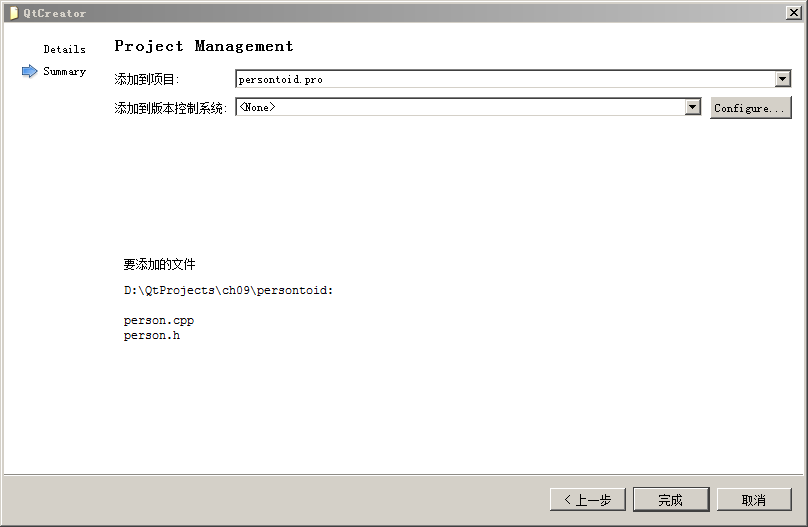 QtCreator
Details
Summary
Project Management
添加到项目:
persontoid.pro
添加到版本控制系统:
<None>
Configure...
要添加的文件
D:\QtProjects\ch09\persontoid:
person.cpp
person.h
< 上一步
完成
取消